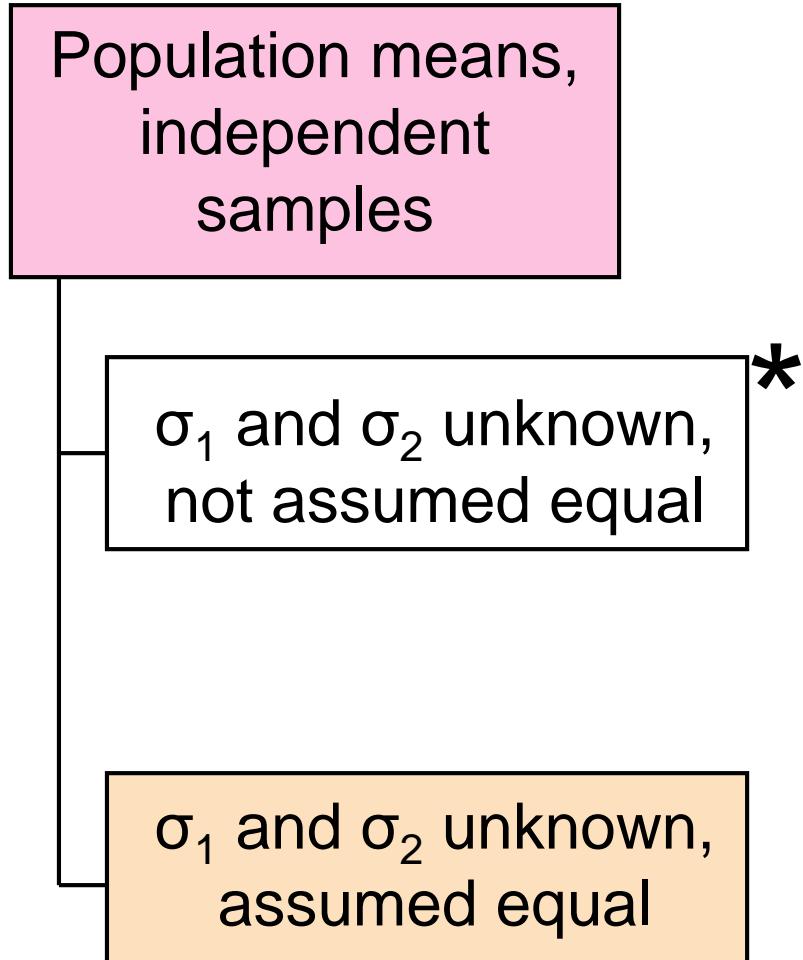 Population means,
independent
samples
*
σ₁ and σ₂ unknown,
not assumed equal
σ₁ and σ₂ unknown,
assumed equal